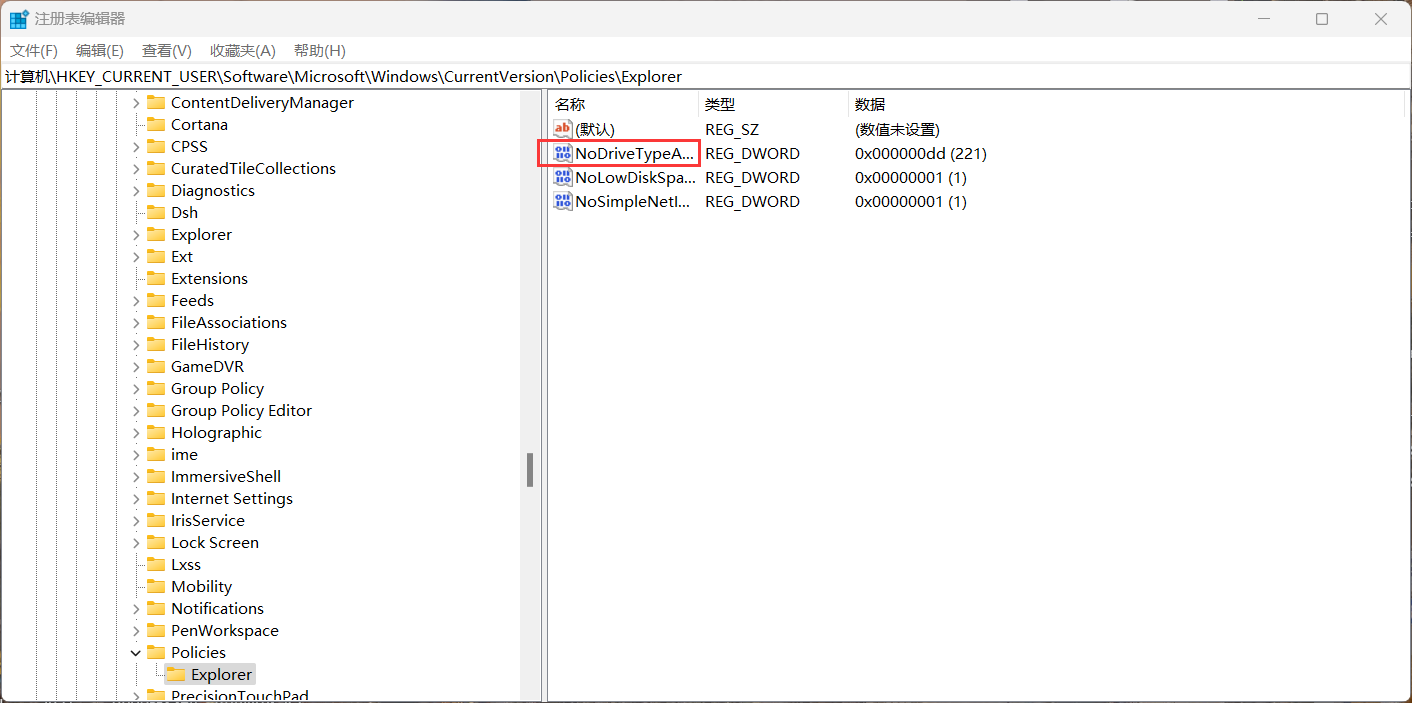 注册表编辑器
文件(F) 编辑(E) 查看(V) 收藏夹(A) 帮助(H)
计算机\HKEY_CURRENT_USER\Software\Microsoft\Windows\CurrentVersion\Policies\Explorer
ContentDeliveryManager
Cortana
CPSS
CuratedTileCollections
Diagnostics
Dsh
Explorer
Ext
Extensions
Feeds
FileAssociations
FileHistory
GameDVR
Group Policy
Group Policy Editor
Holographic
ime
ImmersiveShell
Internet Settings
IrisService
Lock Screen
Lxss
Mobility
Notifications
PenWorkspace
Policies
Explorer
PrecisionTouchPad
名称 类型 数据
(默认) REG_SZ (数值未设置)
NoDriveTypeA... REG_DWORD 0x000000dd (221)
NoLowDiskSpa... REG_DWORD 0x00000001 (1)
NoSimpleNetI... REG_DWORD 0x00000001 (1)